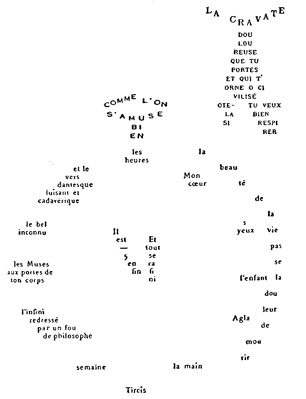 LA CRAVATE
DOU
LOU
REUSE
QUE TU
PORTES
ET QUI T'
ORNE O CI
VILISÉ
OTE- TU VEUX
LA BIEN
SI RESPI
RER
COMME L'ON
S'AMUSE
BI
EN
les
heures
la
beau
Mon
cœur
té
de
la
vie
pas
se
l'enfant la
dou
leur
de
mou
rir
et le
vers
dantesque
luisant et
cadavérique
le bel
inconnu
Il
est
—
5
en
fin
Et
tout
se
ra
fi
ni
s
yeux
les Muses
aux portes de
ton corps
l'infini
redressé
par un fou
de philosophe
Agla
semaine
la main
Tircis